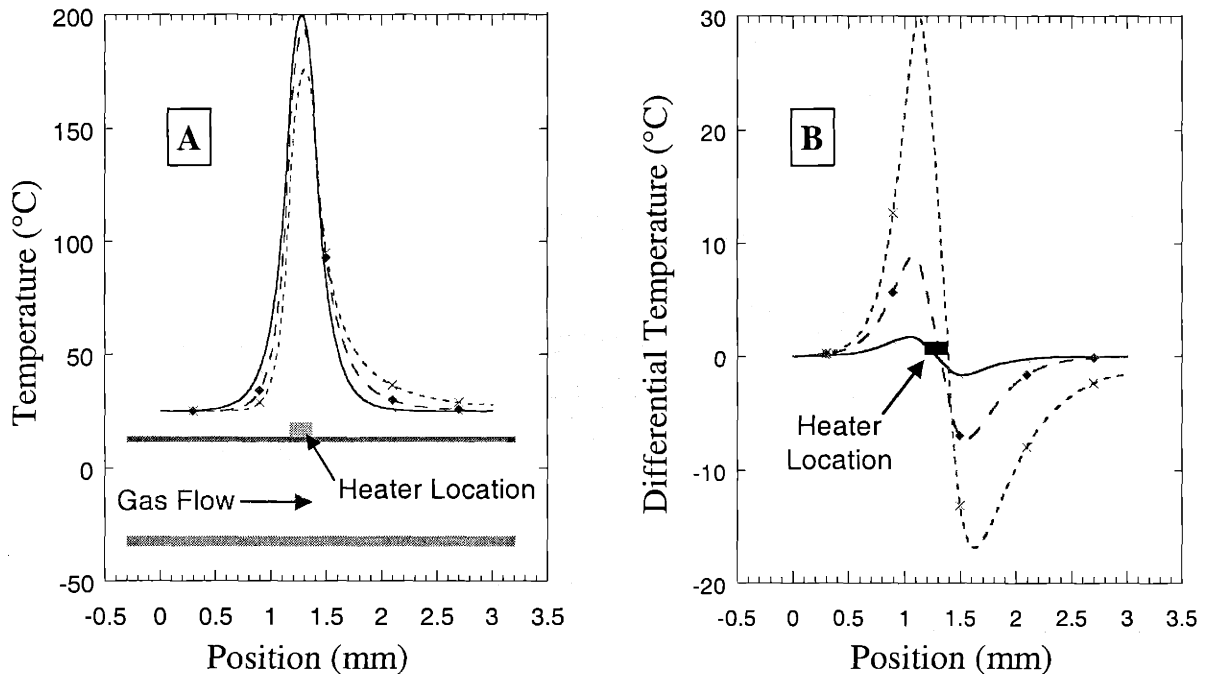 200
150
100
50
0
-50
-0.5 0 0.5 1 1.5 2 2.5 3 3.5
Temperature (°C)
Position (mm)
A
Heater Location
Gas Flow
30
20
10
0
-10
-20
-0.5 0 0.5 1 1.5 2 2.5 3 3.5
Differential Temperature (°C)
Position (mm)
B
Heater
Location